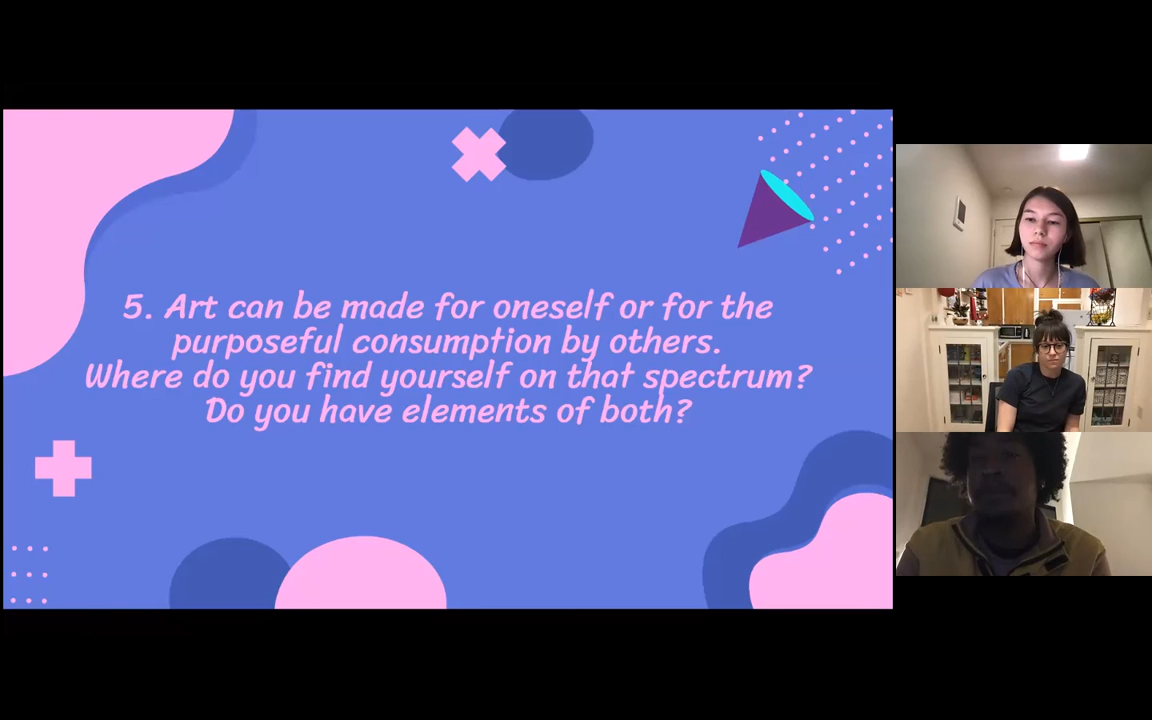 5. Art can be made for oneself or for the
purposeful consumption by others.
Where do you find yourself on that spectrum?
Do you have elements of both?